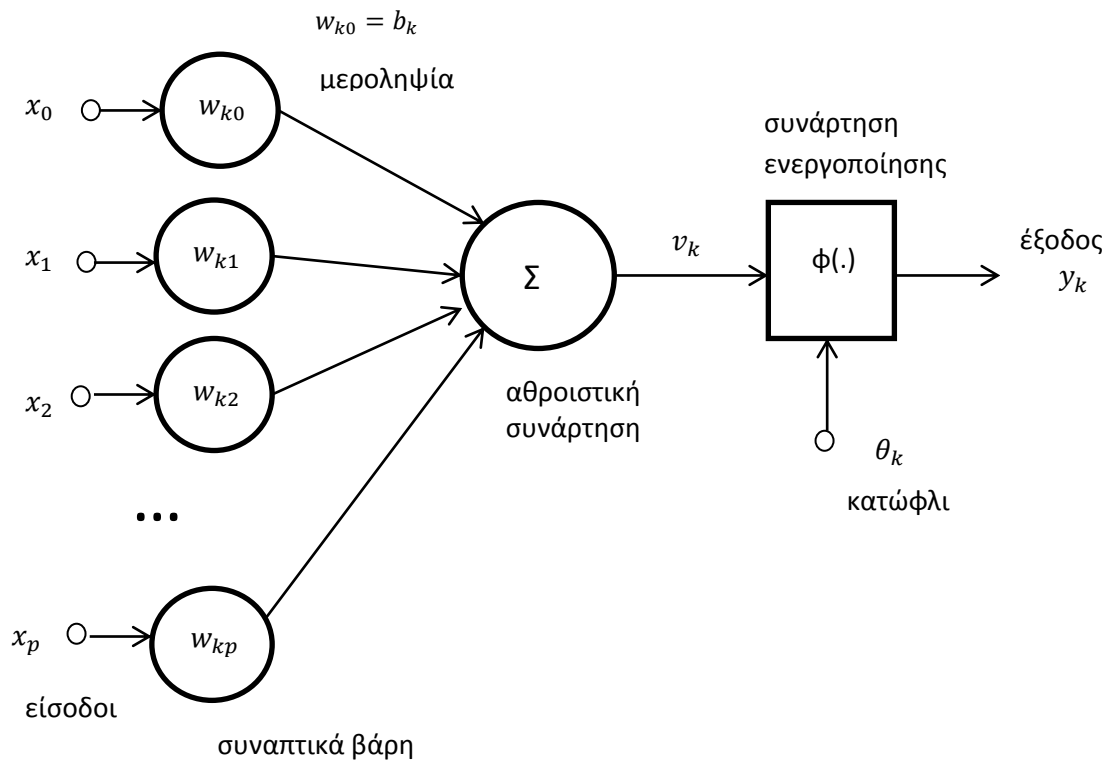 w_{k0} = b_k
μεροληψία
x_0
w_{k0}
συνάρτηση
ενεργοποίησης
x_1
w_{k1}
Σ
v_k
φ(.)
έξοδος
y_k
x_2
w_{k2}
αθροιστική
συνάρτηση
θ_k
κατώφλι
...
x_p
w_{kp}
είσοδοι
συναπτικά βάρη